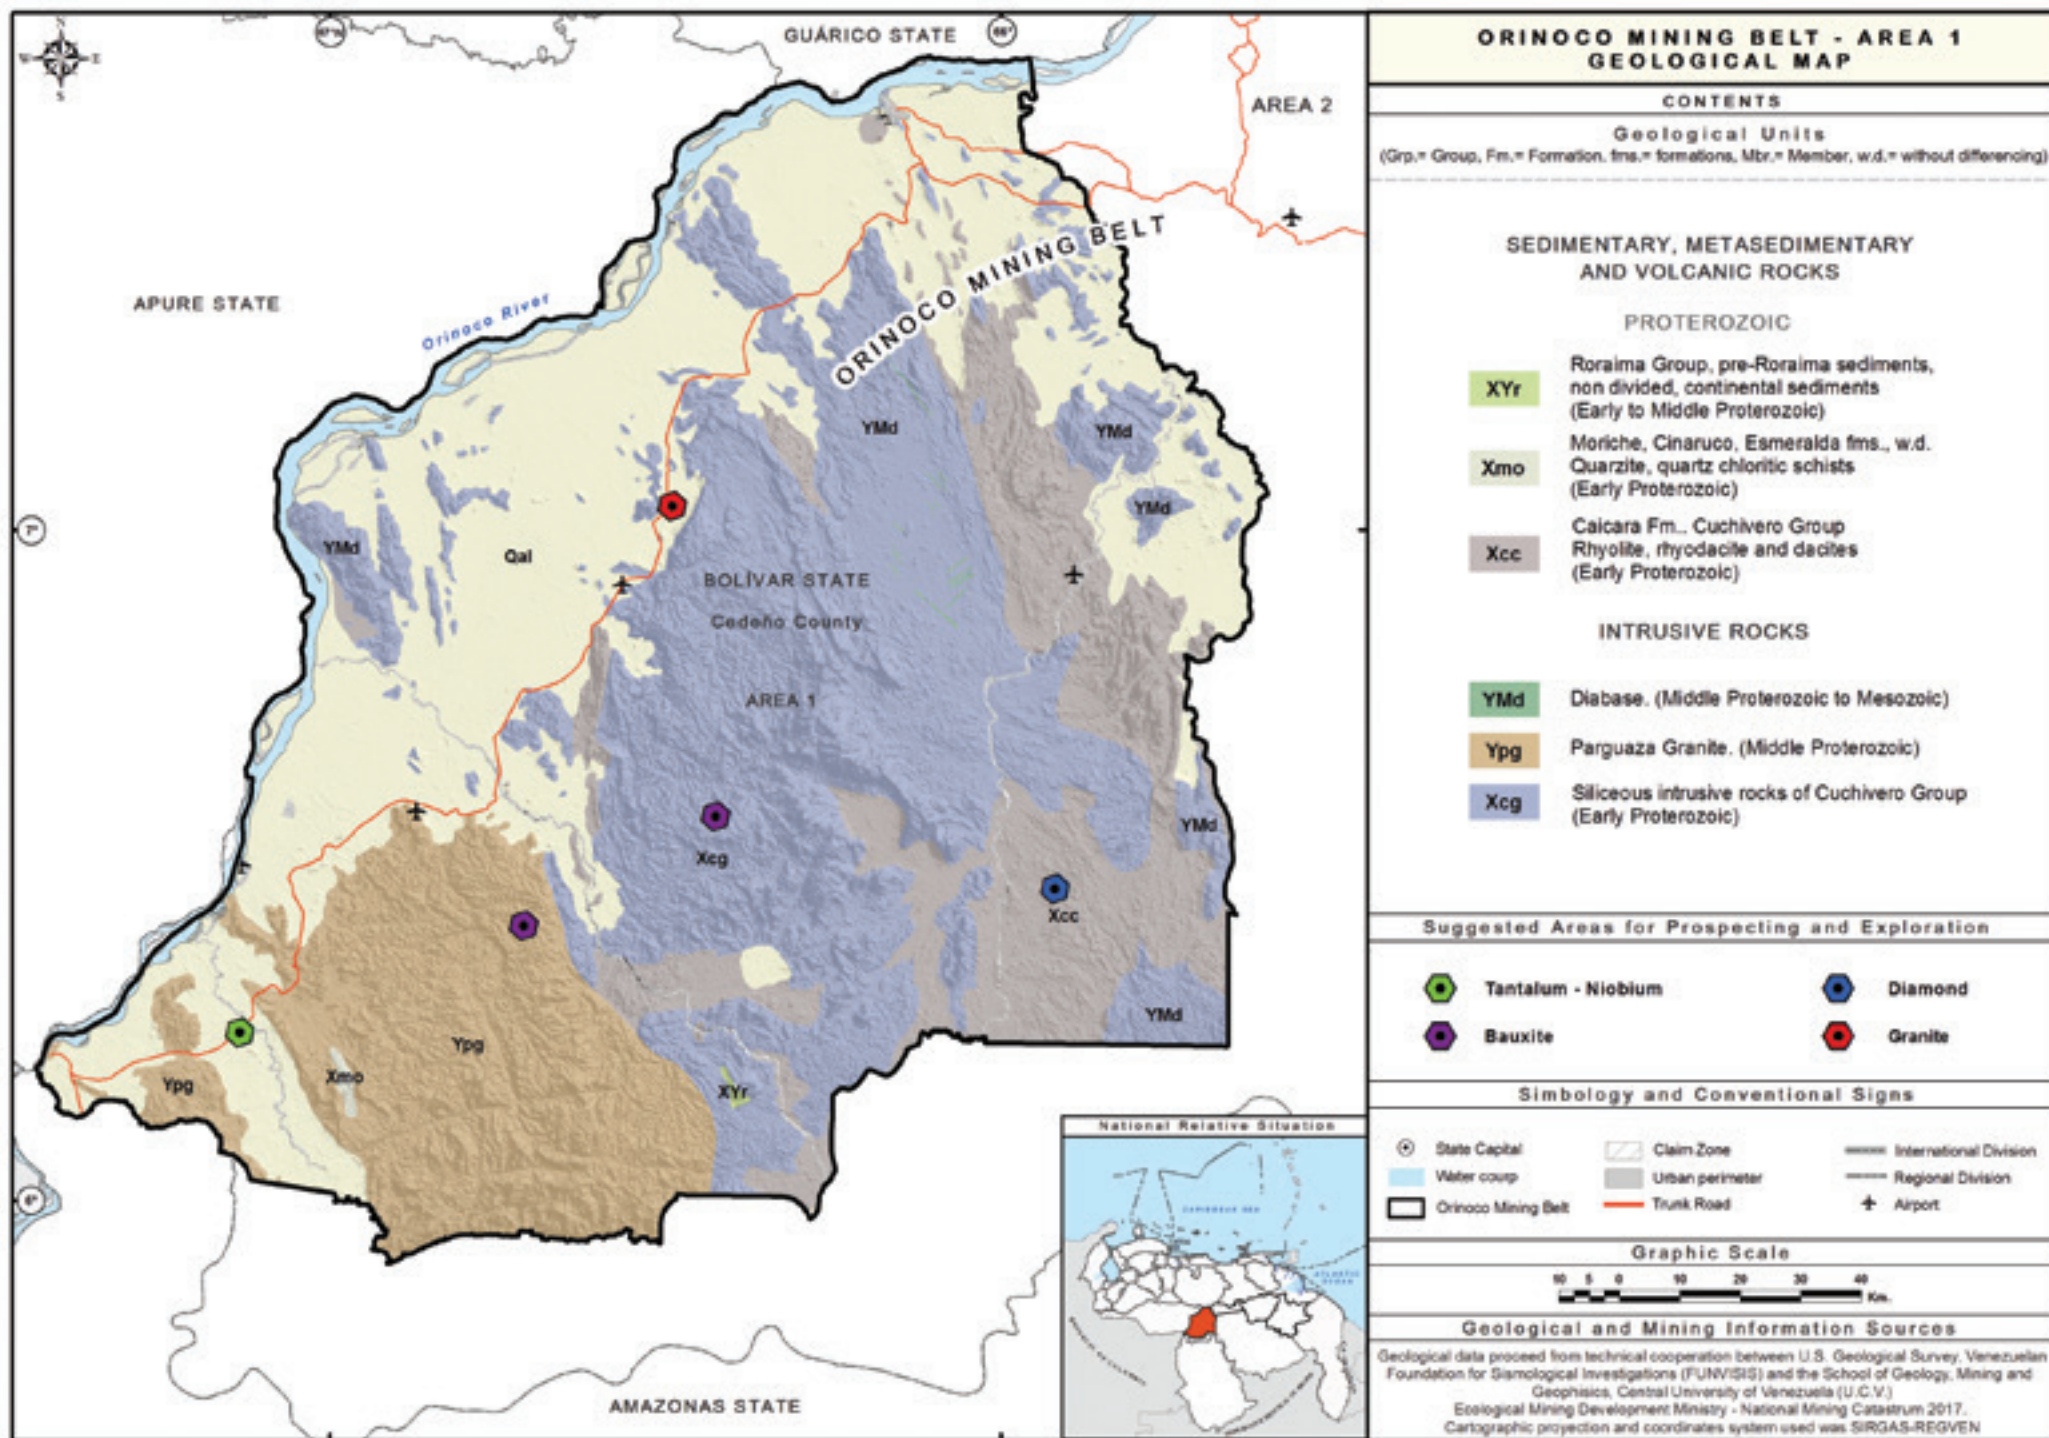 GUÁRICO STATE
66°
AREA 2
APURE STATE
Orinoco River
ORINOCO MINING BELT
YMd
YMd
YMd
YMd
7°
Qal
BOLÍVAR STATE
Cedeño County
AREA 1
YMd
Xcg
Xcc
YMd
Ypg
Xmo
Ypg
XYr
6°
AMAZONAS STATE
N
W
E
S
ORINOCO MINING BELT - AREA 1
GEOLOGICAL MAP
CONTENTS
Geological Units
(Grp.= Group, Fm.= Formation. fms.= formations, Mbr.= Member, w.d.= without differencing)
SEDIMENTARY, METASEDIMENTARY
AND VOLCANIC ROCKS
PROTEROZOIC
XYr
Roraima Group, pre-Roraima sediments,
non divided, continental sediments
(Early to Middle Proterozoic)
Xmo
Moriche, Cinaruco, Esmeralda fms., w.d.
Quarzite, quartz chloritic schists
(Early Proterozoic)
Xcc
Caicara Fm.. Cuchivero Group
Rhyolite, rhyodacite and dacites
(Early Proterozoic)
INTRUSIVE ROCKS
YMd
Diabase. (Middle Proterozoic to Mesozoic)
Ypg
Parguaza Granite. (Middle Proterozoic)
Xcg
Siliceous intrusive rocks of Cuchivero Group
(Early Proterozoic)
Suggested Areas for Prospecting and Exploration
Tantalum - Niobium
Diamond
Bauxite
Granite
Simbology and Conventional Signs
State Capital
Claim Zone
International Division
Water courp
Urban perimeter
Regional Division
Orinoco Mining Belt
Trunk Road
Airport
Graphic Scale
10 5 0 10 20 30 40
Km.
Geological and Mining Information Sources
Geological data proceed from technical cooperation between U.S. Geological Survey, Venezuelan
Foundation for Sismological Investigations (FUNVISIS) and the School of Geology, Mining and
Geophisics, Central University of Venezuela (U.C.V.)
Ecological Mining Development Ministry - National Mining Catastrum 2017.
Cartographic proyection and coordinates system used was SIRGAS-REGVEN
National Relative Situation
CARIBBEAN SEA
ATLANTIC
OCEAN